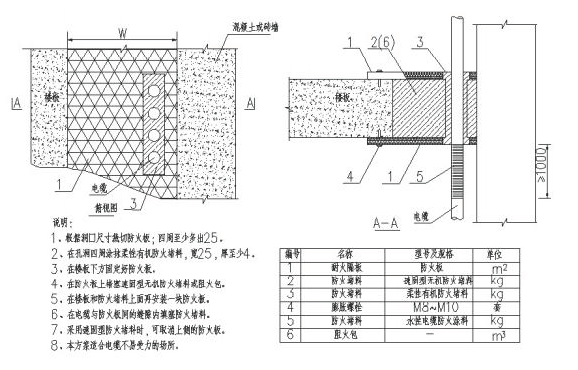 W
混凝土或砖墙
1
2(6)
3
楼板
楼板
A
A
≥1000
1
电缆
3
俯视图
4
1
5
A-A
电缆
说明：
1、根据洞口尺寸裁切防火板；四周至少多出25。
2、在孔洞四周涂抹柔性有机防火堵料，宽25，厚至少4。
3、在楼板下方固定好防火板。
4、在防火板上堵塞速固型无机防火堵料或阻火包。
5、在楼板和防火堵料上面再安装一块防火板。
6、在电缆与防火板间的缝隙内填塞防火堵料。
7、采用速固型防火堵料时，可取消上侧的防火板。
8、本方案适合电缆不易受力的场所。
编号 名称 型号及规格 单位
1 耐火隔板 防火板 m2
2 防火堵料 速固型无机防火堵料 kg
3 防火堵料 柔性有机防火堵料 kg
4 膨胀螺栓 M8~M10 套
5 防火堵料 水性电缆防火涂料 kg
6 阻火包 — m3